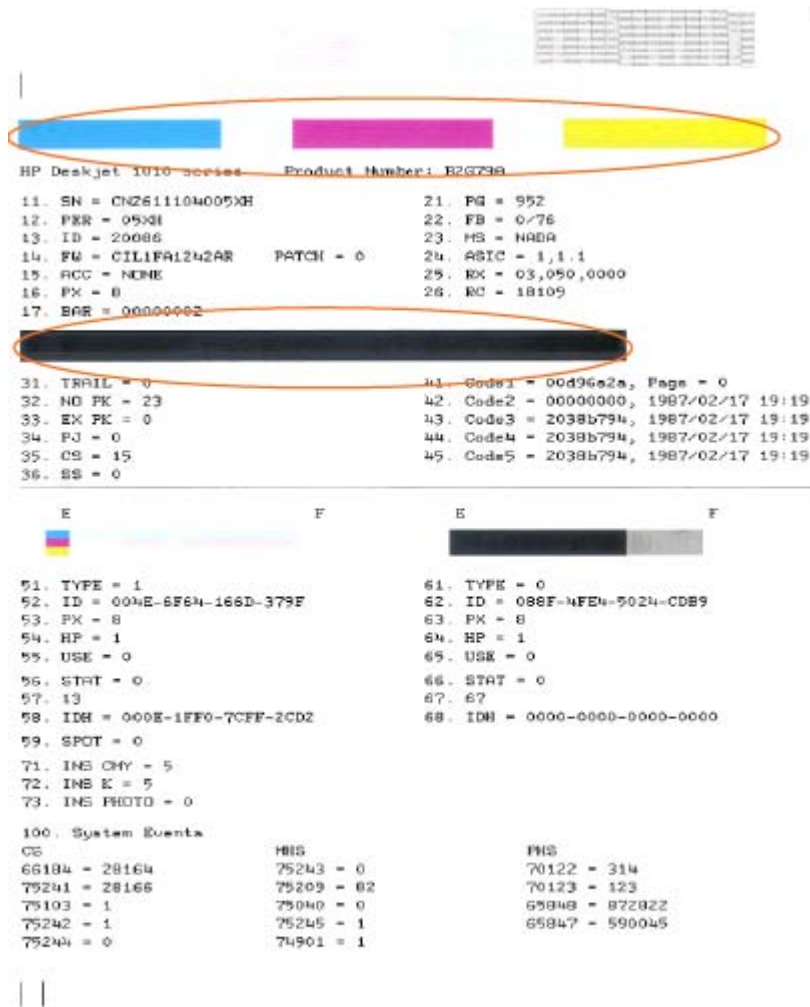 HP Deskjet 1010 series Product Number: B2G79A
11. SN = CN2611104005XH
12. PER = 05XH
13. ID = 20086
14. FW = CIL1FA1242AR PATCH = 0
15. ACC = NONE
16. PX = 8
17. BAR = 00000002
21. PG = 952
22. FB = 0/76
23. MS = NADA
24. ASIC = 1,1.1
25. RX = 03,050,0000
26. RC = 18109
31. TRAIL = 0
32. NO PK = 23
33. EX PK = 0
34. PJ = 0
35. CS = 15
36. SS = 0
41. Code1 = 00d96a2a, Page = 0
42. Code2 = 00000000, 1987/02/17 19:19
43. Code3 = 2038b794, 1987/02/17 19:19
44. Code4 = 2038b794, 1987/02/17 19:19
45. Code5 = 2038b794, 1987/02/17 19:19
E F
E F
51. TYPE = 1
52. ID = 004E-6F64-166D-379F
53. PX = 8
54. HP = 1
55. USE = 0
56. STAT = 0
57. 13
58. IDH = 000E-1FF0-7CFF-2CD2
59. SPOT = 0
61. TYPE = 0
62. ID = 088F-4FE4-5024-CDB9
63. PX = 8
64. HP = 1
65. USE = 0
66. STAT = 0
67. 67
68. IDH = 0000-0000-0000-0000
71. INS CMY = 5
72. INS K = 5
73. INS PHOTO = 0
100. System Events
CS
66184 = 28164
75241 = 28166
75103 = 1
75242 = 1
75244 = 0
MHS
75243 = 0
75209 = 82
75040 = 0
75245 = 1
74901 = 1
PHS
70122 = 314
70123 = 123
65848 = 872822
65847 = 590045